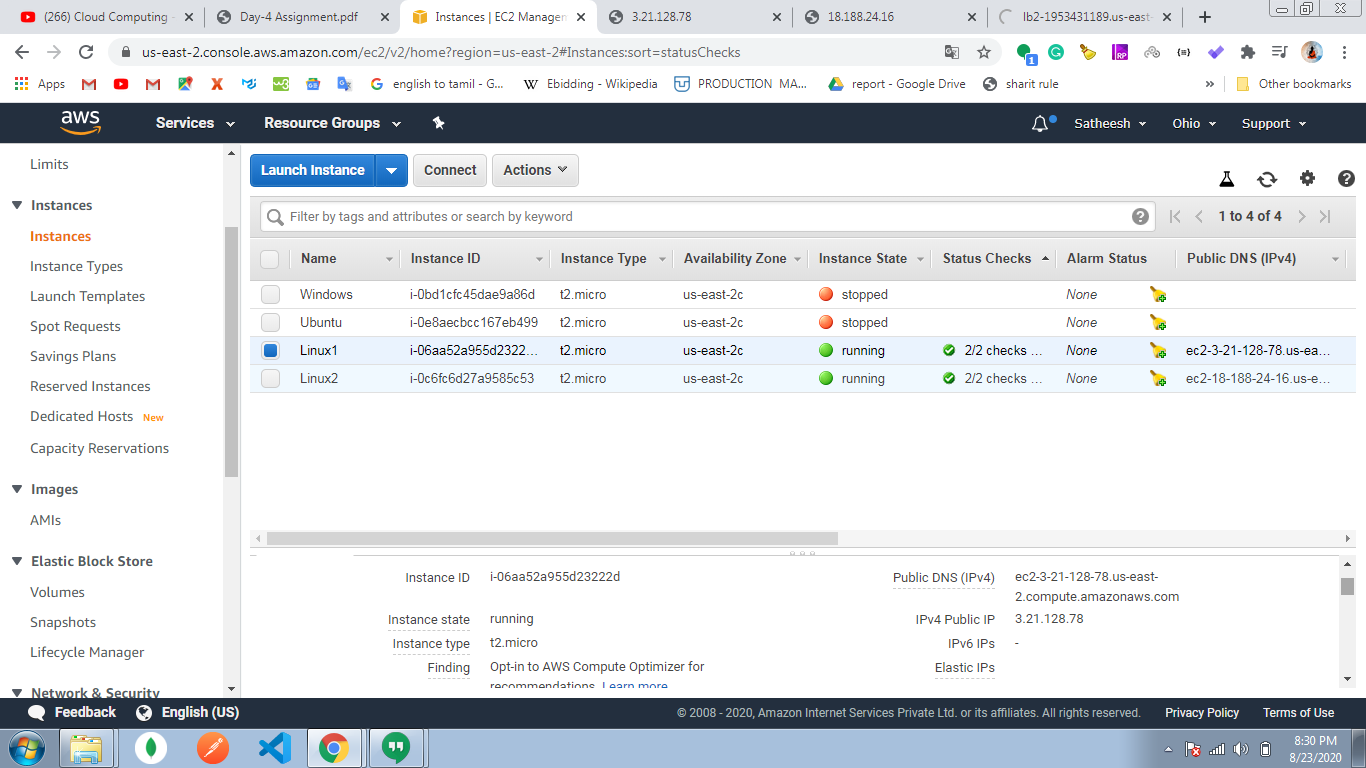 (266) Cloud Computing -
Day-4 Assignment.pdf
Instances | EC2 Managem
3.21.128.78
18.188.24.16
lb2-1953431189.us-east-
us-east-2.console.aws.amazon.com/ec2/v2/home?region=us-east-2#Instances:sort=statusChecks
Apps
english to tamil - G...
Ebidding - Wikipedia
PRODUCTION MA...
report - Google Drive
sharit rule
Other bookmarks
aws
Services
Resource Groups
Satheesh
Ohio
Support
Limits
Instances
Instances
Instance Types
Launch Templates
Spot Requests
Savings Plans
Reserved Instances
Dedicated Hosts New
Capacity Reservations
Images
AMIs
Elastic Block Store
Volumes
Snapshots
Lifecycle Manager
Network & Security
Launch Instance
Connect
Actions
Filter by tags and attributes or search by keyword
1 to 4 of 4
Name Instance ID Instance Type Availability Zone Instance State Status Checks Alarm Status Public DNS (IPv4)
Windows i-0bd1cfc45dae9a86d t2.micro us-east-2c stopped None
Ubuntu i-0e8aecbcc167eb499 t2.micro us-east-2c stopped None
Linux1 i-06aa52a955d2322... t2.micro us-east-2c running 2/2 checks ... None ec2-3-21-128-78.us-ea...
Linux2 i-0c6fc6d27a9585c53 t2.micro us-east-2c running 2/2 checks ... None ec2-18-188-24-16.us-e...
Instance ID i-06aa52a955d23222d
Public DNS (IPv4) ec2-3-21-128-78.us-east-
2.compute.amazonaws.com
Instance state running
IPv4 Public IP 3.21.128.78
Instance type t2.micro
IPv6 IPs -
Finding Opt-in to AWS Compute Optimizer for
recommendations. Learn more
Elastic IPs
Feedback
English (US)
© 2008 - 2020, Amazon Internet Services Private Ltd. or its affiliates. All rights reserved.
Privacy Policy
Terms of Use
8:30 PM
8/23/2020